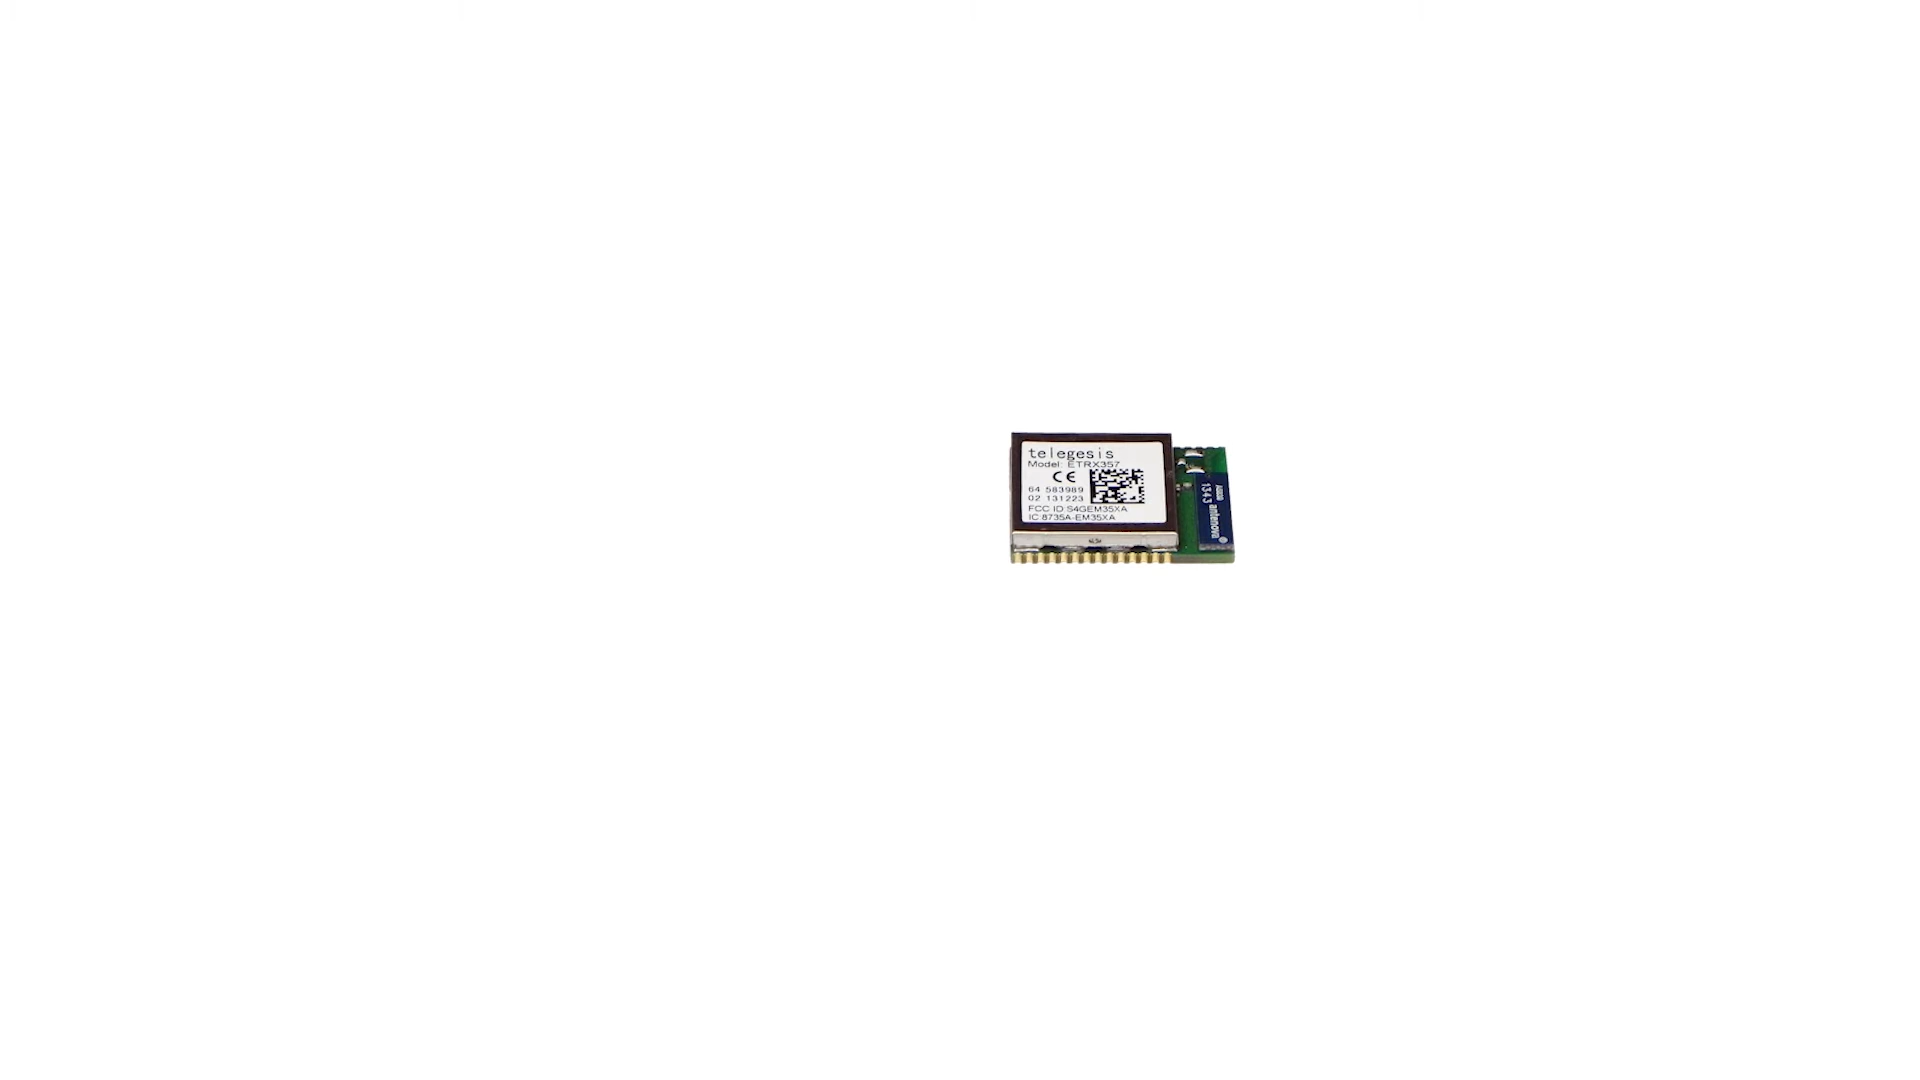 telegesis
Model: ETRX357
CE
64 583989
02 131223
FCC ID:S4GEM35XA
IC:8735A-EM35XA
1343 antenova